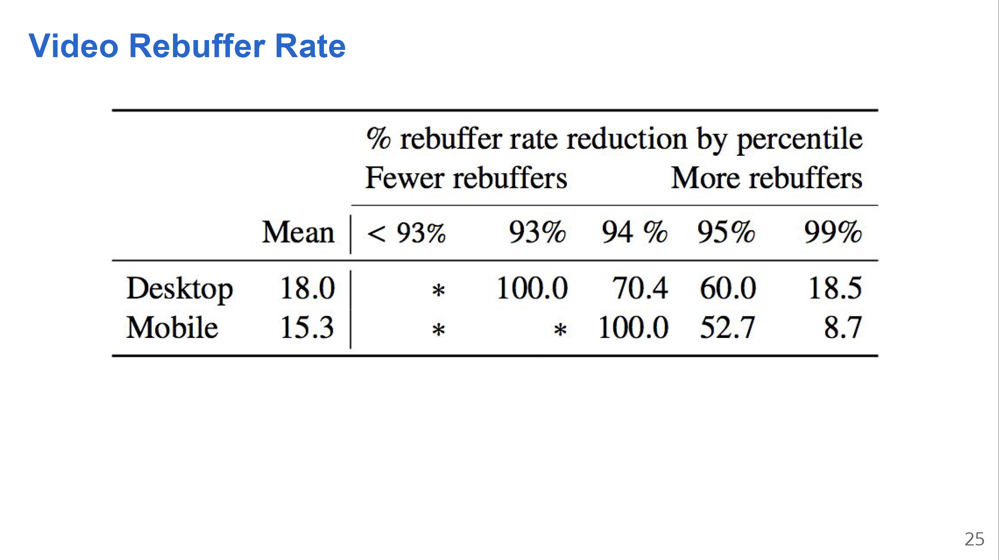 Video Rebuffer Rate
% rebuffer rate reduction by percentile
Fewer rebuffers More rebuffers
Mean < 93% 93% 94 % 95% 99%
Desktop 18.0 * 100.0 70.4 60.0 18.5
Mobile 15.3 * * 100.0 52.7 8.7
25